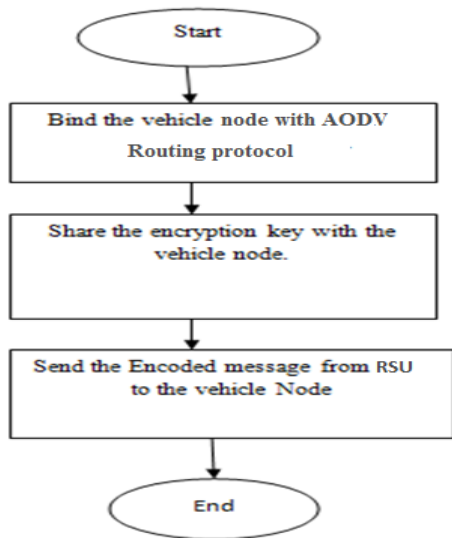 Start
Bind the vehicle node with AODV
Routing protocol
Share the encryption key with the
vehicle node.
Send the Encoded message from RSU
to the vehicle Node
End